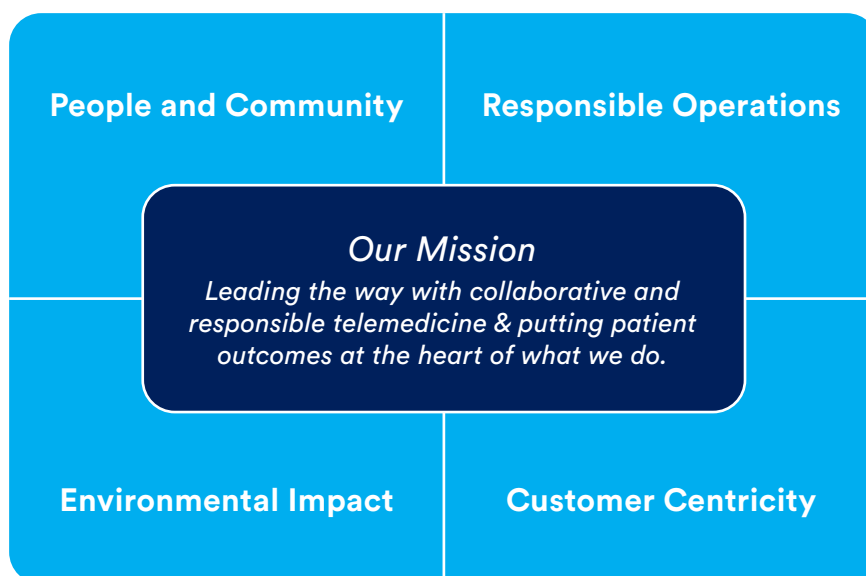 People and Community
Responsible Operations
Our Mission
Leading the way with collaborative and
responsible telemedicine & putting patient
outcomes at the heart of what we do.
Environmental Impact
Customer Centricity